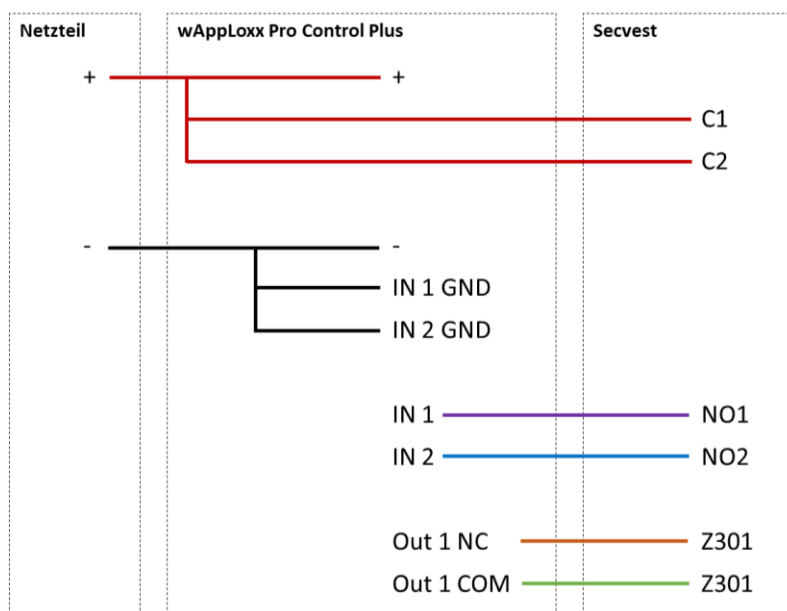 Netzteil
wAppLoxx Pro Control Plus
Secvest
+ +
C1
C2
- -
IN 1 GND
IN 2 GND
IN 1 NO1
IN 2 NO2
Out 1 NC Z301
Out 1 COM Z301